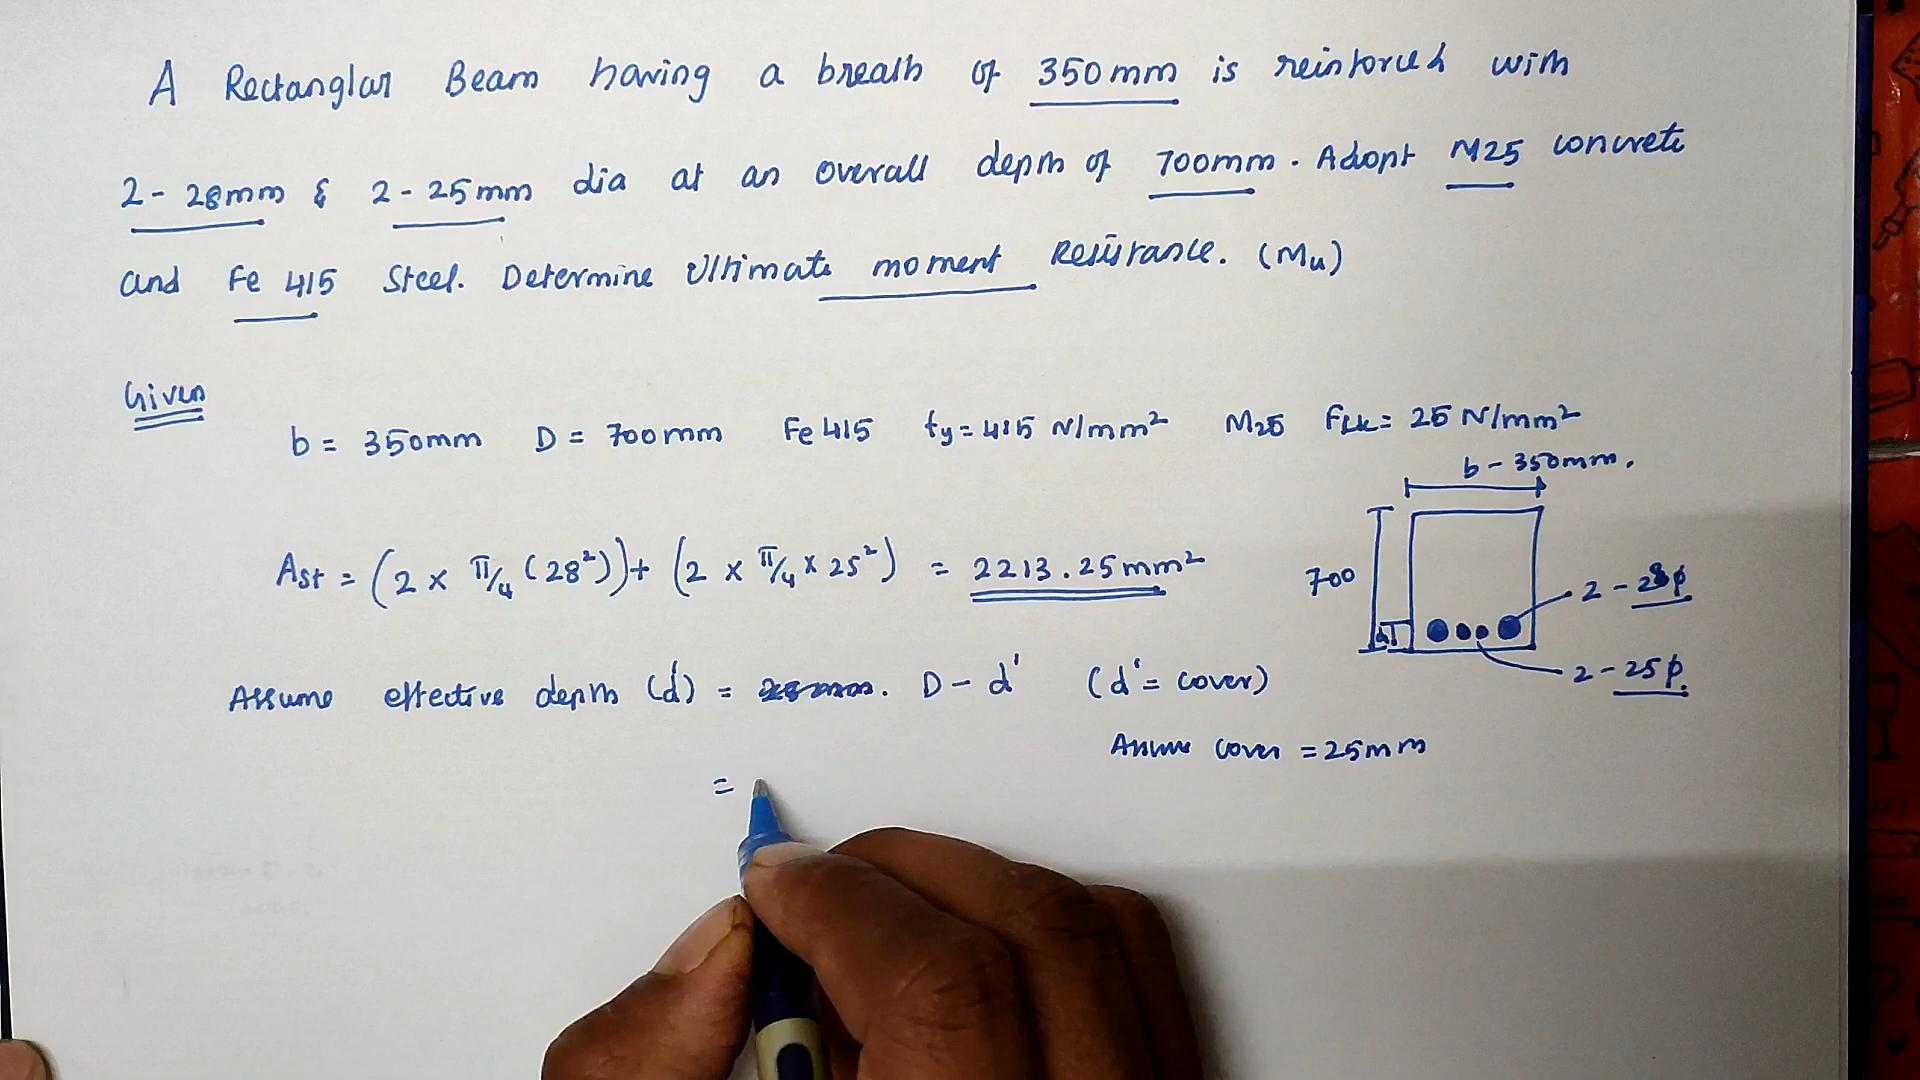 A Rectanglar Beam having a breath of 350mm is reinforced with
2 - 28mm & 2 - 25mm dia at an overall depth of 700mm. Adopt M25 concrete
and Fe 415 Steel. Determine Ultimate moment Resistance. (Mu)
Given
b = 350mm D = 700mm Fe 415 fy = 415 N/mm² M25 Fck = 25 N/mm²
b - 350mm.
Ast = (2 x π/4 (28²)) + (2 x π/4 x 25²) = 2213.25mm²
700
2 - 28φ
d'
2 - 25φ.
Assume effective depth (d) = D - d' (d' = cover)
Assume cover = 25mm
=